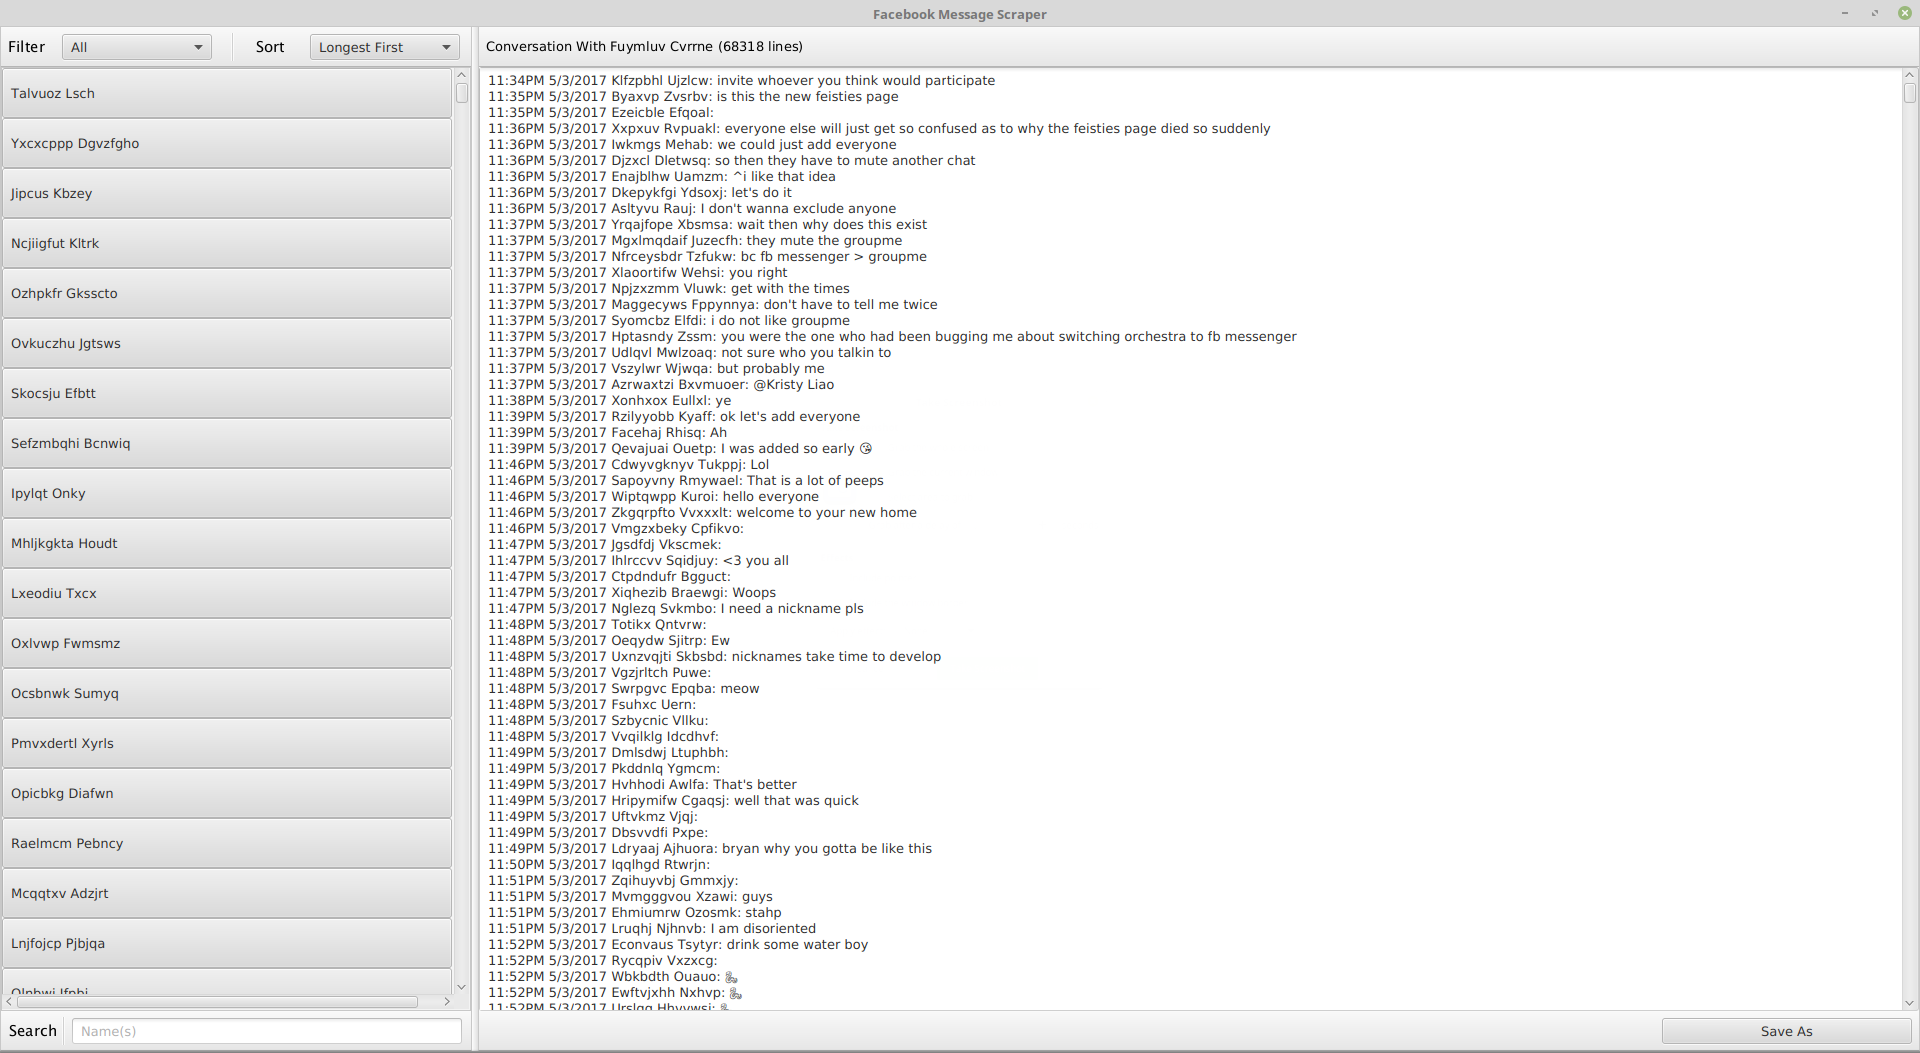 Facebook Message Scraper
Filter All Sort Longest First
Talvuoz Lsch
Yxcxcppp Dgvzfgho
Jipcus Kbzey
Ncjiigfut Kltrk
Ozhpkfr Gksscto
Ovkuczhu Jgtsws
Skocsju Efbtt
Sefzmbqhi Bcnwiq
Ipylqt Onky
Mhljkgkta Houdt
Lxeodiu Txcx
Oxlvwp Fwmsmz
Ocsbnwk Sumyq
Pmvxdertl Xyrls
Opicbkg Diafwn
Raelmcm Pebncy
Mcqqtxv Adzjrt
Lnjfojcp Pjbjqa
Search Name(s)
Conversation With Fuymluv Cvrrne (68318 lines)
11:34PM 5/3/2017 Klfzpbhl Ujzlcw: invite whoever you think would participate
11:35PM 5/3/2017 Byaxvp Zvsrbv: is this the new feisties page
11:35PM 5/3/2017 Ezeicble Efqoal:
11:36PM 5/3/2017 Xxpxuv Rvpuakl: everyone else will just get so confused as to why the feisties page died so suddenly
11:36PM 5/3/2017 Iwkmgs Mehab: we could just add everyone
11:36PM 5/3/2017 Djzxcl Dletwsq: so then they have to mute another chat
11:36PM 5/3/2017 Enajblhw Uamzm: ^i like that idea
11:36PM 5/3/2017 Dkepykfgi Ydsoxj: let's do it
11:36PM 5/3/2017 Asltyvu Rauj: I don't wanna exclude anyone
11:37PM 5/3/2017 Yrqajfope Xbsmsa: wait then why does this exist
11:37PM 5/3/2017 Mgxlmqdaif Juzecfh: they mute the groupme
11:37PM 5/3/2017 Nfrceysbdr Tzfukw: bc fb messenger > groupme
11:37PM 5/3/2017 Xlaoortifw Wehsi: you right
11:37PM 5/3/2017 Npjzxzmm Vluwk: get with the times
11:37PM 5/3/2017 Maggecyws Fppynnya: don't have to tell me twice
11:37PM 5/3/2017 Syomcbz Elfdi: i do not like groupme
11:37PM 5/3/2017 Hptasndy Zssm: you were the one who had been bugging me about switching orchestra to fb messenger
11:37PM 5/3/2017 Udlqvl Mwlzoaq: not sure who you talkin to
11:37PM 5/3/2017 Vszylwr Wjwqa: but probably me
11:37PM 5/3/2017 Azrwaxtzi Bxvmuoer: @Kristy Liao
11:38PM 5/3/2017 Xonhxox Eullxl: ye
11:39PM 5/3/2017 Rzilyyobb Kyaff: ok let's add everyone
11:39PM 5/3/2017 Facehaj Rhisq: Ah
11:39PM 5/3/2017 Qevajuai Ouetp: I was added so early 😘
11:46PM 5/3/2017 Cdwyvgknyv Tukppj: Lol
11:46PM 5/3/2017 Sapoyvny Rmywael: That is a lot of peeps
11:46PM 5/3/2017 Wiptqwpp Kuroi: hello everyone
11:46PM 5/3/2017 Zkgqrpfto Vvxxxlt: welcome to your new home
11:46PM 5/3/2017 Vmgzxbeky Cpfikvo:
11:47PM 5/3/2017 Jgsdfdj Vkscmek:
11:47PM 5/3/2017 Ihlrccvv Sqidjuy: <3 you all
11:47PM 5/3/2017 Ctpdndufr Bgguct:
11:47PM 5/3/2017 Xiqhezib Braewgi: Woops
11:47PM 5/3/2017 Nglezq Svkmbo: I need a nickname pls
11:48PM 5/3/2017 Totikx Qntvrw:
11:48PM 5/3/2017 Oeqydw Sjitrp: Ew
11:48PM 5/3/2017 Uxnzvqjti Skbsbd: nicknames take time to develop
11:48PM 5/3/2017 Vgzjrltch Puwe:
11:48PM 5/3/2017 Swrpgvc Epqba: meow
11:48PM 5/3/2017 Fsuhxc Uern:
11:48PM 5/3/2017 Szbycnic Vllku:
11:48PM 5/3/2017 Vvqilklg Idcdhvf:
11:49PM 5/3/2017 Dmlsdwj Ltuphbh:
11:49PM 5/3/2017 Pkddnlq Ygmcm:
11:49PM 5/3/2017 Hvhhodi Awlfa: That's better
11:49PM 5/3/2017 Hripymifw Cgaqsj: well that was quick
11:49PM 5/3/2017 Uftvkmz Vjqj:
11:49PM 5/3/2017 Dbsvvdfi Pxpe:
11:49PM 5/3/2017 Ldryaaj Ajhuora: bryan why you gotta be like this
11:50PM 5/3/2017 Iqqlhgd Rtwrjn:
11:51PM 5/3/2017 Zqihuyvbj Gmmxjy:
11:51PM 5/3/2017 Mvmgggvou Xzawi: guys
11:51PM 5/3/2017 Ehmiumrw Ozosmk: stahp
11:51PM 5/3/2017 Lruqhj Njhnvb: I am disoriented
11:52PM 5/3/2017 Econvaus Tsytyr: drink some water boy
11:52PM 5/3/2017 Rycqpiv Vxzxcg:
11:52PM 5/3/2017 Wbkbdth Ouauo:
11:52PM 5/3/2017 Ewftvjxhh Nxhvp:
11:52PM 5/3/2017
Save As